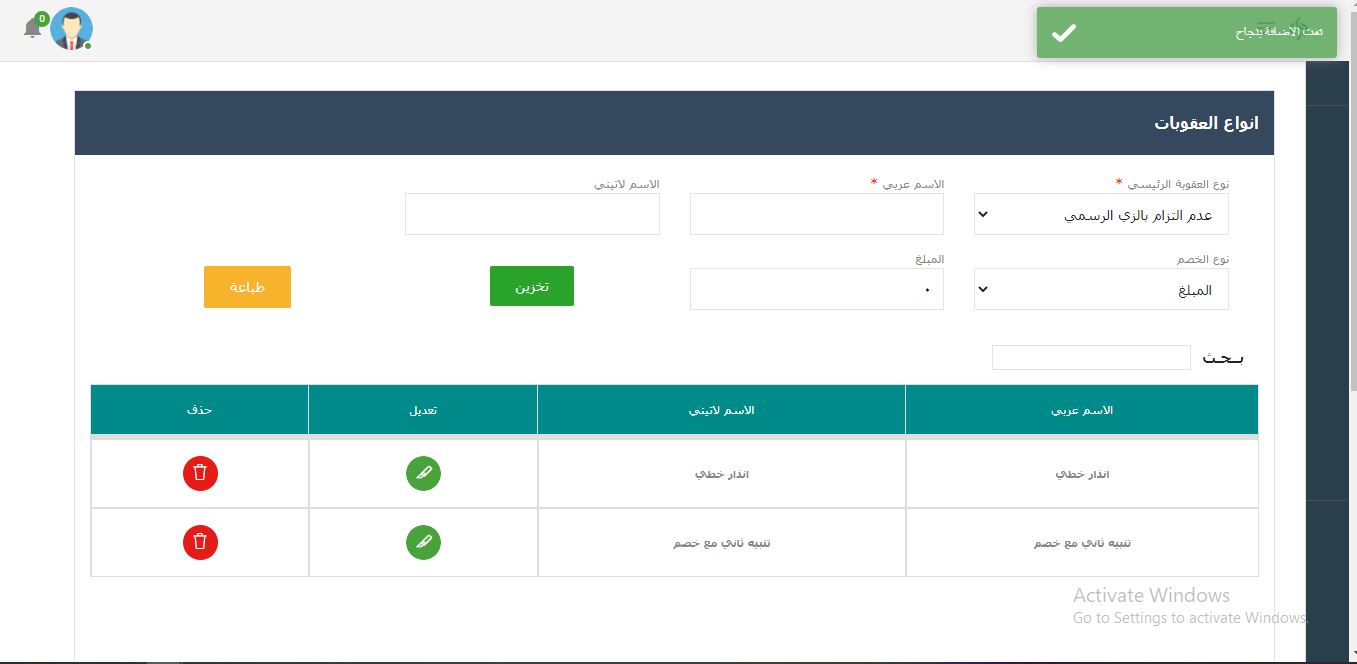 تمت الاضافة بنجاح
0
انواع العقوبات
نوع العقوبة الرئيسي *
الاسم عربي *
الاسم لاتيني
عدم التزام بالزي الرسمي
نوع الخصم
المبلغ
المبلغ
٠
تخزين
طباعة
بــحــث
الاسم عربي الاسم لاتيني تعديل حذف
انذار خطي انذار خطي
تنبيه ثاني مع خصم تنبيه ثاني مع خصم
Activate Windows
Go to Settings to activate Windows.